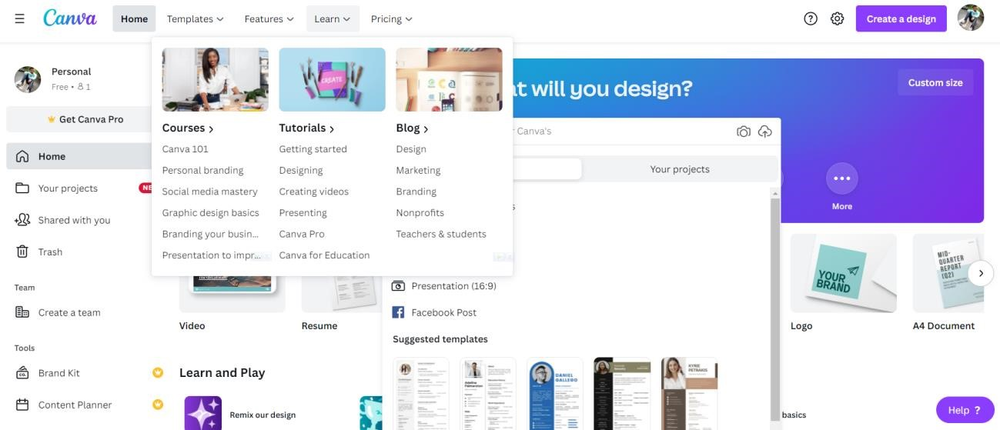 Canva
Home
Templates
Features
Learn
Pricing
Create a design
Personal
Free • 1
Get Canva Pro
Home
Your projects
Shared with you
Trash
Team
Create a team
Tools
Brand Kit
Content Planner
CREATE
Courses
Canva 101
Personal branding
Social media mastery
Graphic design basics
Branding your busin...
Presentation to impr...
Tutorials
Getting started
Designing
Creating videos
Presenting
Canva Pro
Canva for Education
Blog
Design
Marketing
Branding
Nonprofits
Teachers & students
will you design?
Custom size
Canva's
Your projects
More
Presentation (16:9)
Facebook Post
Suggested templates
DANIEL
GALLEGO
KYRIE
PETRAKIS
Video
Resume
YOUR
BRAND
Logo
MID-
QUARTER
REPORT
(Q2)
A4 Document
Learn and Play
Remix our design
basics
Help ?